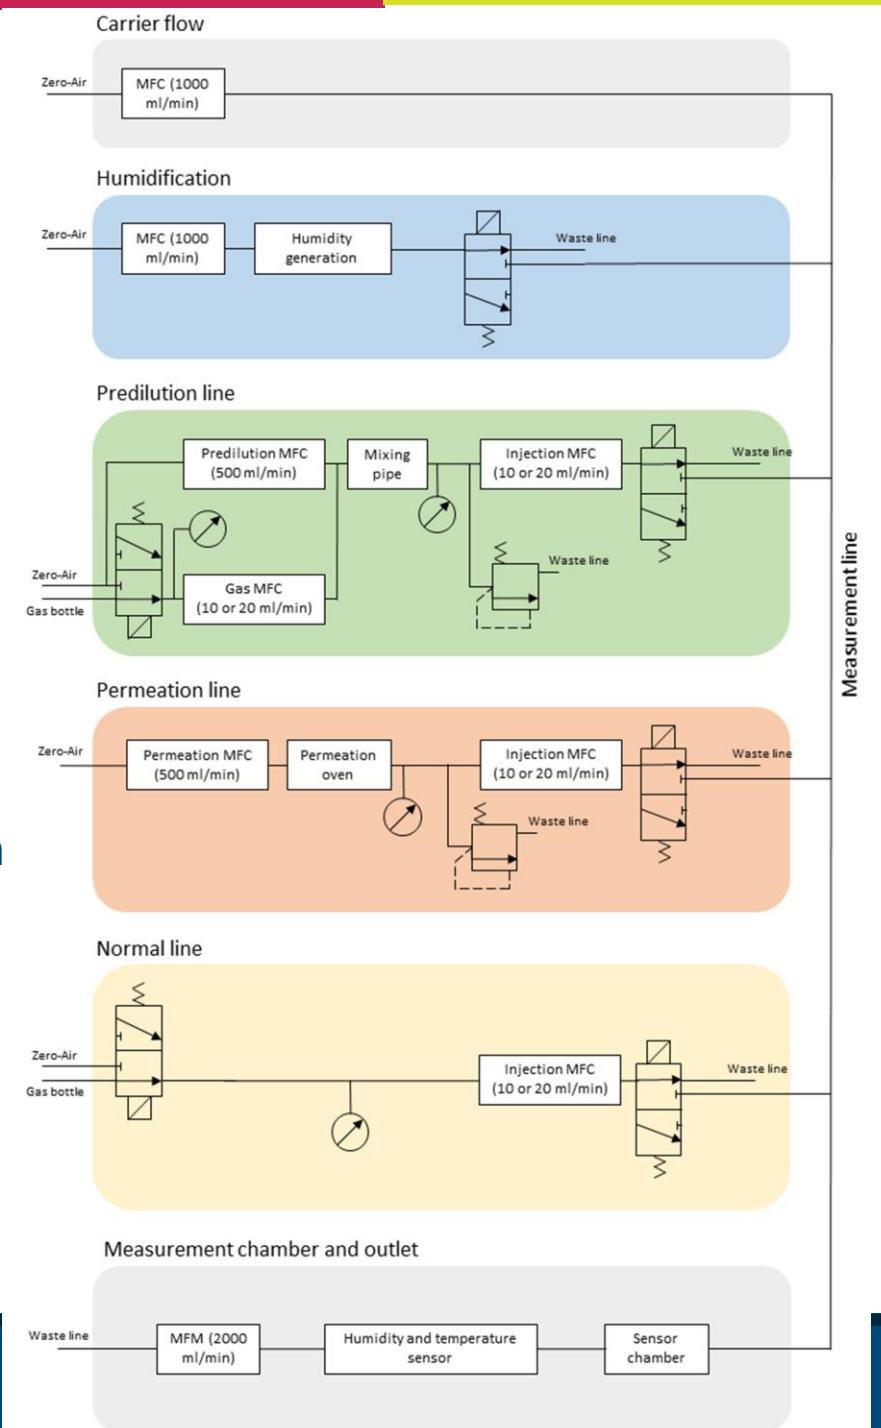 Carrier flow
Zero-Air
MFC (1000
ml/min)
Humidification
Zero-Air
MFC (1000
ml/min)
Humidity
generation
Waste line
Predilution line
Predilution MFC
(500 ml/min)
Mixing
pipe
Injection MFC
(10 or 20 ml/min)
Waste line
Zero-Air
Gas bottle
Gas MFC
(10 or 20 ml/min)
Waste line
Measurement line
Permeation line
Zero-Air
Permeation MFC
(500 ml/min)
Permeation
oven
Injection MFC
(10 or 20 ml/min)
Waste line
Waste line
Normal line
Zero-Air
Gas bottle
Injection MFC
(10 or 20 ml/min)
Waste line
Measurement chamber and outlet
Waste line
MFM (2000
ml/min)
Humidity and temperature
sensor
Sensor
chamber